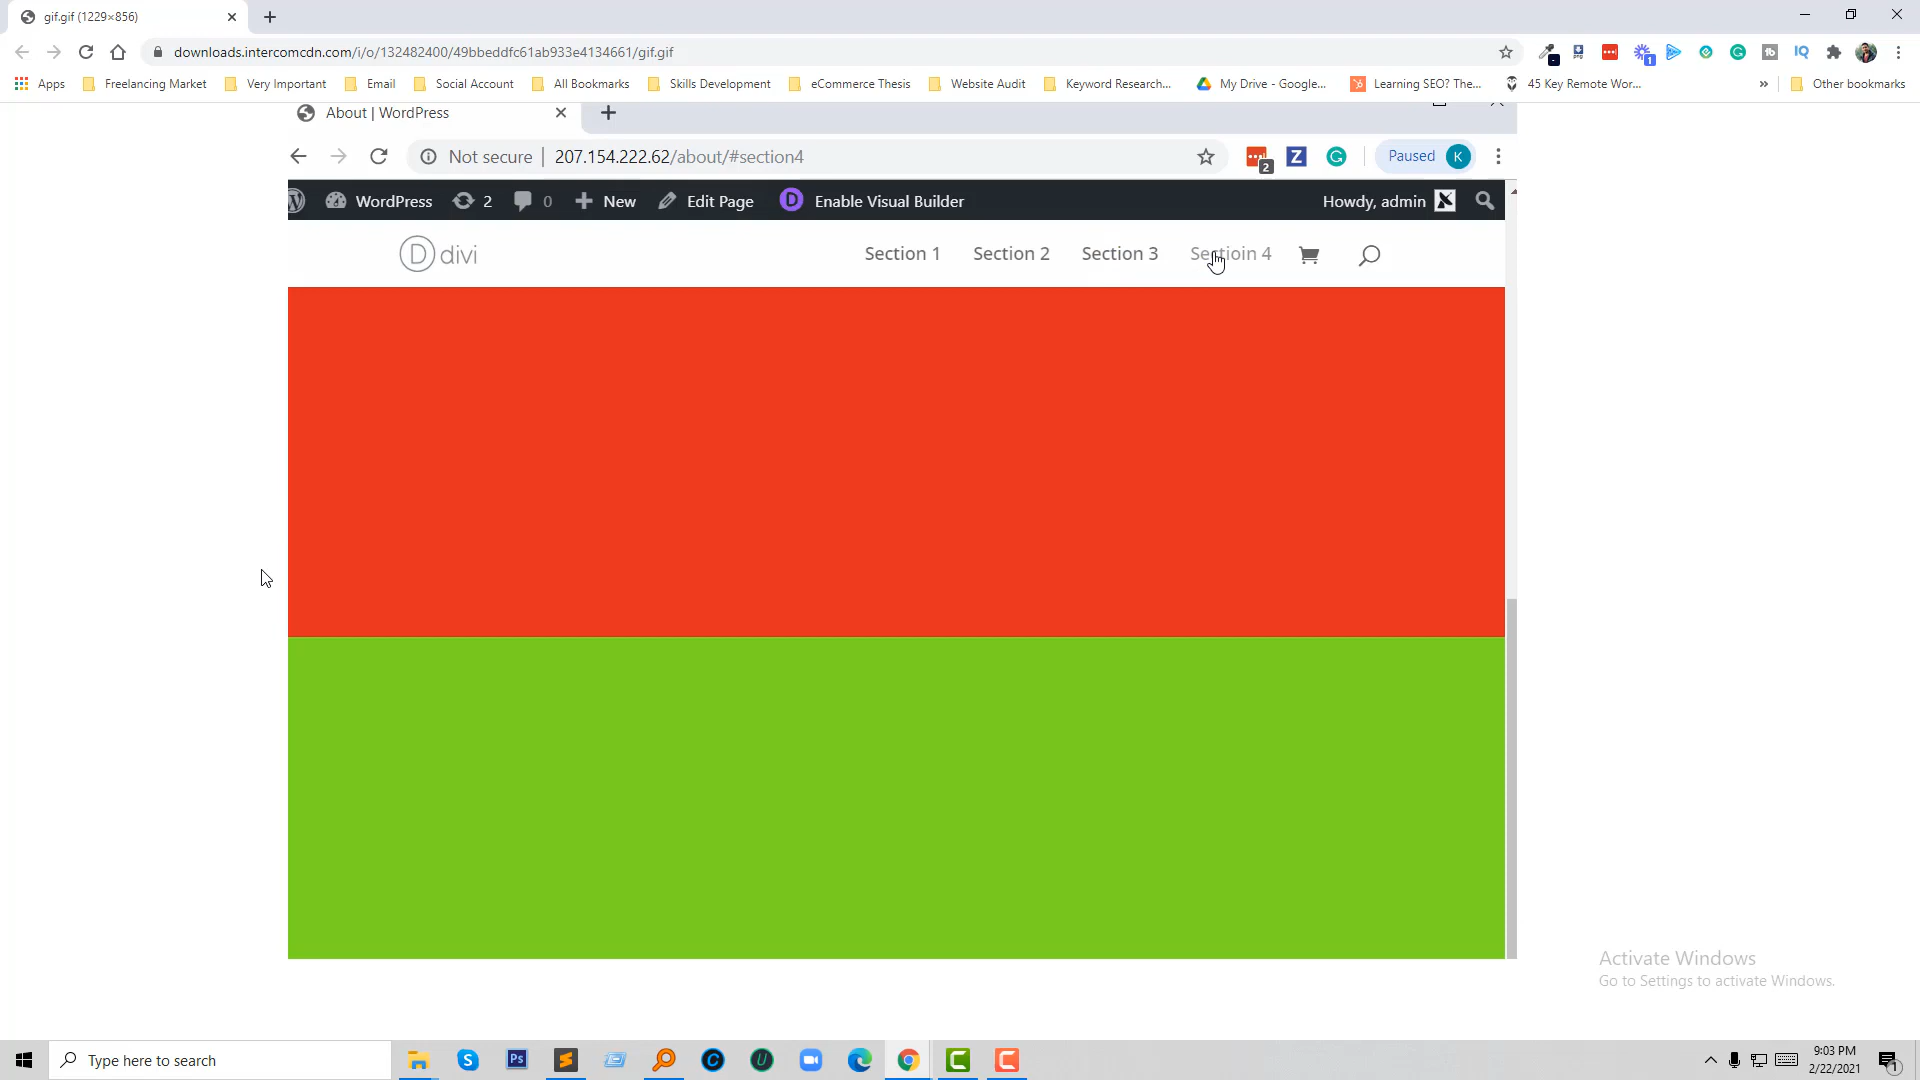 gif.gif (1229×856)
downloads.intercomcdn.com/i/o/132482400/49bbeddfc61ab933e4134661/gif.gif
Apps Freelancing Market Very Important Email Social Account All Bookmarks Skills Development eCommerce Thesis Website Audit Keyword Research... My Drive - Google... Learning SEO? The... 45 Key Remote Wor... » Other bookmarks
About | WordPress
Not secure | 207.154.222.62/about/#section4 2 Z Paused K
WordPress 2 0 New Edit Page D Enable Visual Builder Howdy, admin
D divi Section 1 Section 2 Section 3 Sectioin 4
Activate Windows
Go to Settings to activate Windows.
Type here to search
9:03 PM
2/22/2021